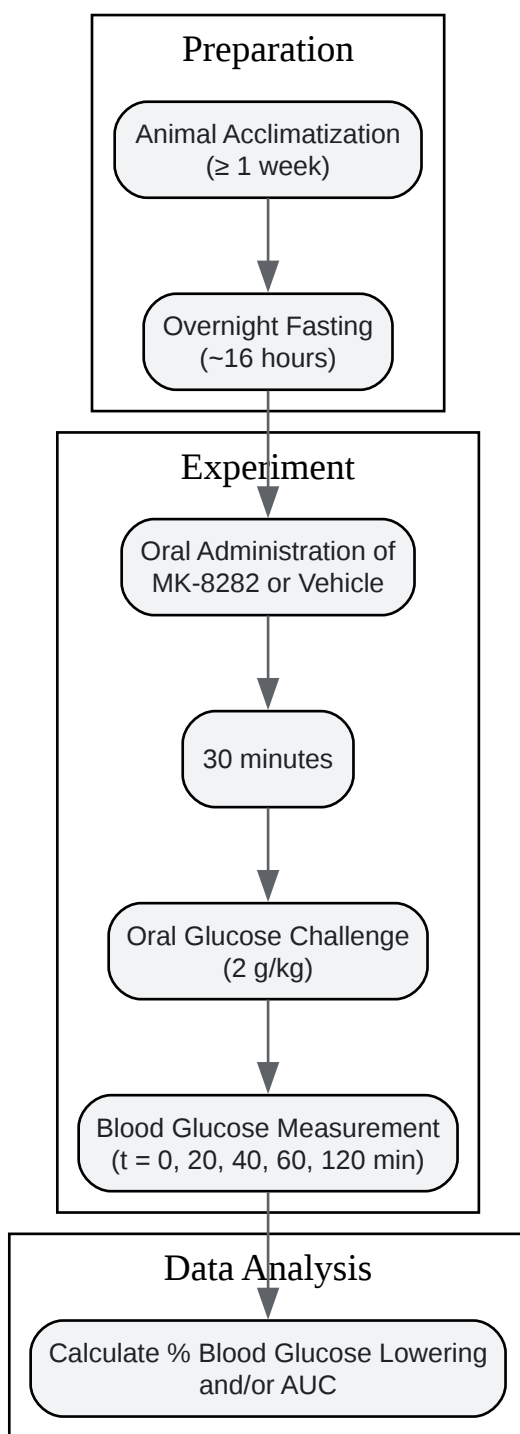 Preparation
Animal Acclimatization
(≥ 1 week)
Overnight Fasting
(~16 hours)
Experiment
Oral Administration of
MK-8282 or Vehicle
30 minutes
Oral Glucose Challenge
(2 g/kg)
Blood Glucose Measurement
(t = 0, 20, 40, 60, 120 min)
Data Analysis
Calculate % Blood Glucose Lowering
and/or AUC